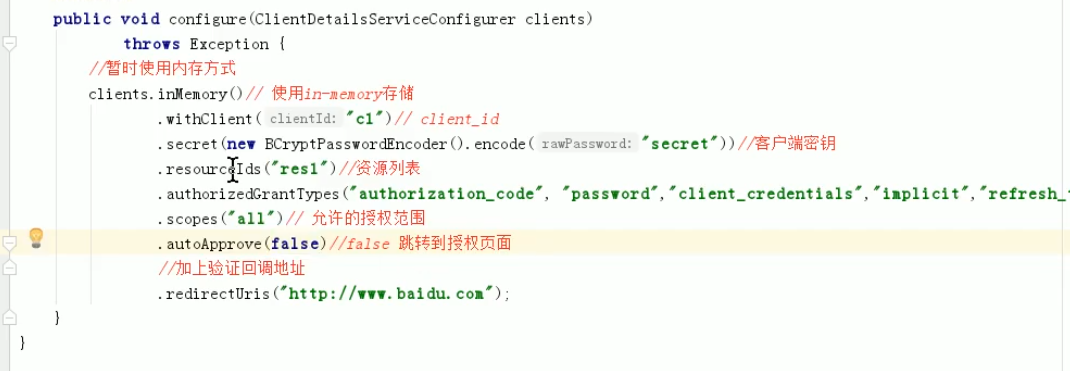 public void configure(ClientDetailsServiceConfigurer clients)
throws Exception {
//暂时使用内存方式
clients.inMemory()// 使用in-memory存储
.withClient( clientId: "c1")// client_id
.secret(new BCryptPasswordEncoder().encode( rawPassword: "secret"))//客户端密钥
.resourceIds("res1")//资源列表
.authorizedGrantTypes("authorization_code", "password","client_credentials","implicit","refresh_
.scopes("all")// 允许的授权范围
.autoApprove(false)//false 跳转到授权页面
//加上验证回调地址
.redirectUris("http://www.baidu.com");
}
}